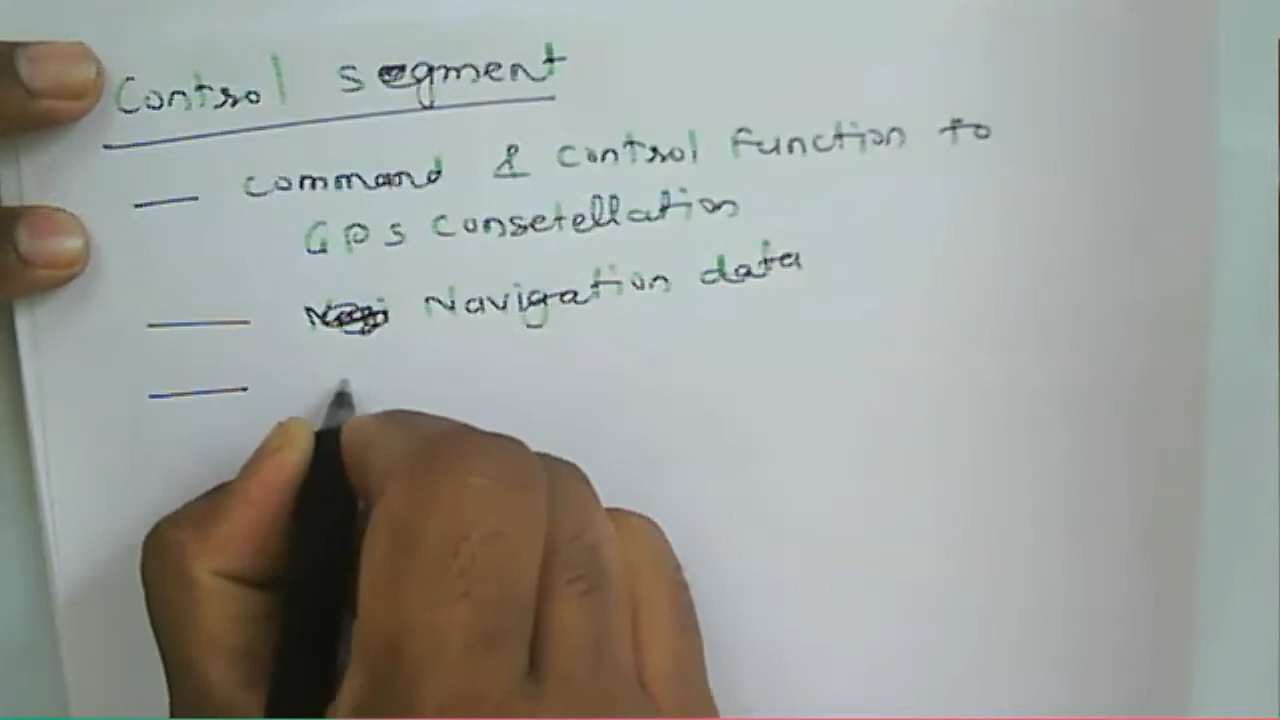 Control segment
— command & control function to
GPS consetellation
— Navigation data
—